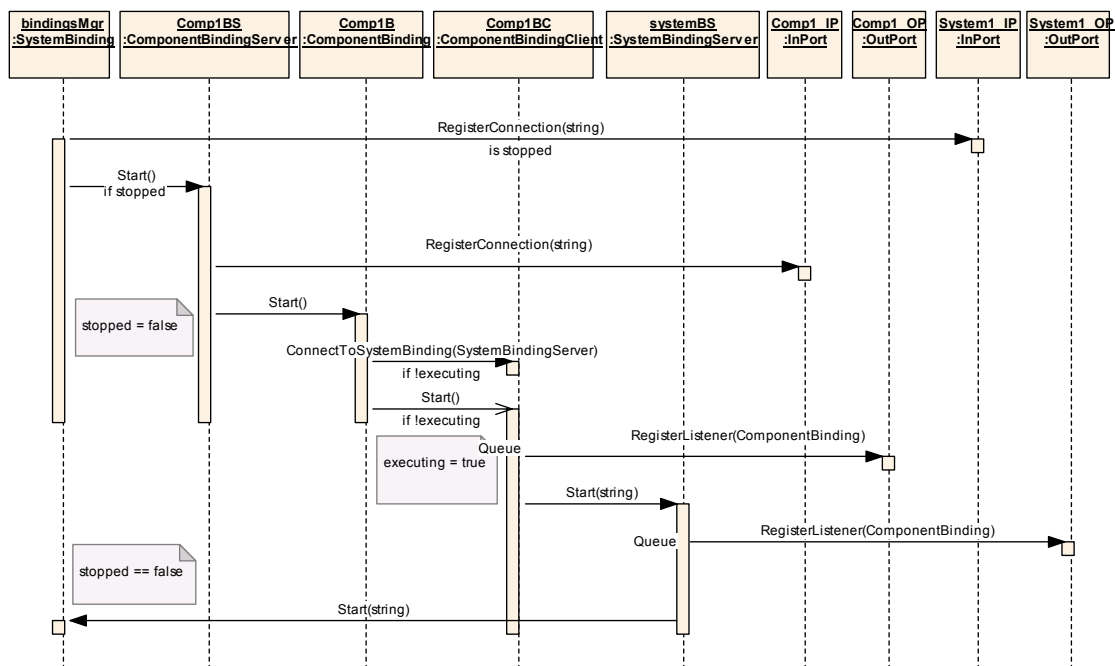 bindingsMgr
:SystemBinding
Comp1BS
:ComponentBindingServer
Comp1B
:ComponentBinding
Comp1BC
:ComponentBindingClient
systemBS
:SystemBindingServer
Comp1_IP
:InPort
Comp1_OP
:OutPort
System1_IP
:InPort
System1_OP
:OutPort
RegisterConnection(string)
is stopped
Start()
if stopped
RegisterConnection(string)
Start()
stopped = false
ConnectToSystemBinding(SystemBindingServer)
if !executing
Start()
if !executing
RegisterListener(ComponentBinding)
Queue
executing = true
Start(string)
RegisterListener(ComponentBinding)
Queue
stopped == false
Start(string)